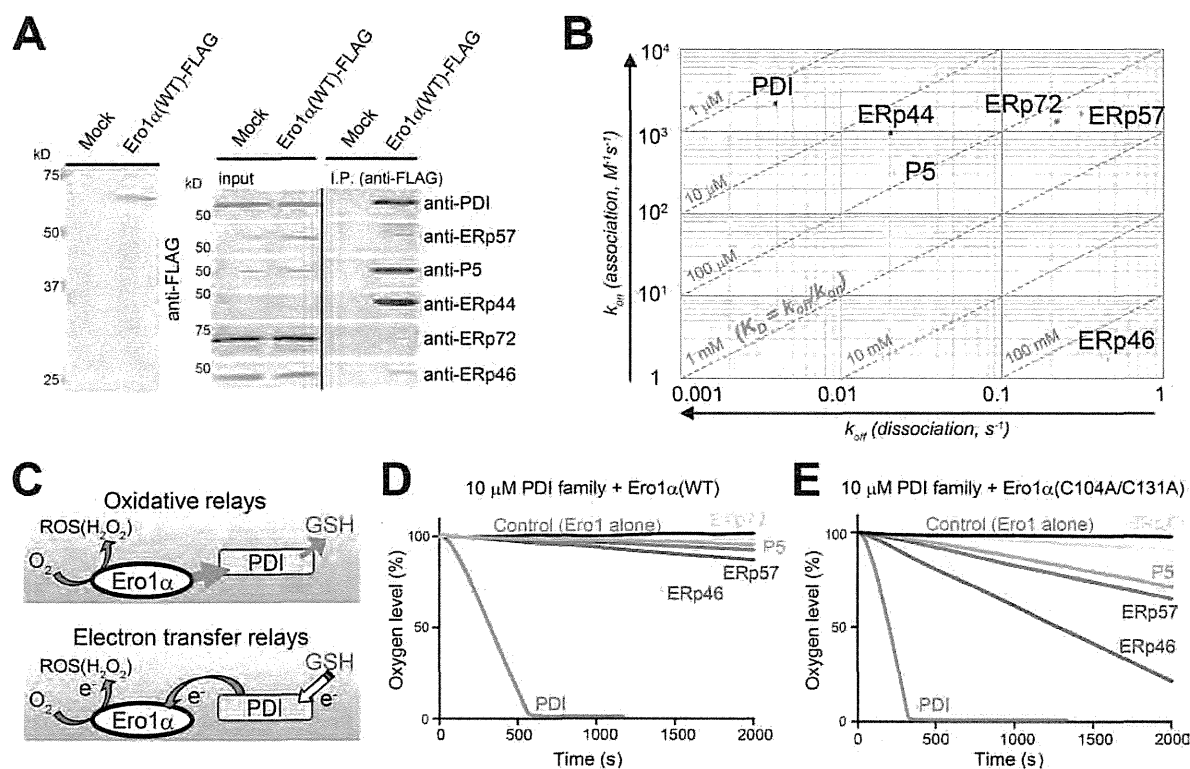 A
Mock
Ero1α(WT)-FLAG
kD
75
50
37
25
anti-FLAG
Mock
Ero1α(WT)-FLAG
Mock
Ero1α(WT)-FLAG
kD
input
I.P. (anti-FLAG)
50
50
50
50
75
50
anti-PDI
anti-ERp57
anti-P5
anti-ERp44
anti-ERp72
anti-ERp46
B
10⁴
10³
10²
10¹
1
0.001
0.01
0.1
1
(association, M⁻¹s⁻¹)
k_off (dissociation, s⁻¹)
1 μM
10 μM
100 μM
1 mM
(K_D = k_off/k_on)
10 mM
100 mM
PDI
ERp44
ERp72
ERp57
P5
ERp46
C
Oxidative relays
ROS(H₂O₂)
O₂
Ero1α
PDI
GSH
Electron transfer relays
ROS(H₂O₂)
O₂
e⁻
Ero1α
e⁻
PDI
GSH
e⁻
D
10 μM PDI family + Ero1α(WT)
Control (Ero1 alone)
P5
ERp57
ERp46
PDI
Oxygen level (%)
100
50
0
0
500
1000
1500
2000
Time (s)
E
10 μM PDI family + Ero1α(C104A/C131A)
Control (Ero1 alone)
P5
ERp57
ERp46
PDI
Oxygen level (%)
100
50
0
0
500
1000
1500
2000
Time (s)